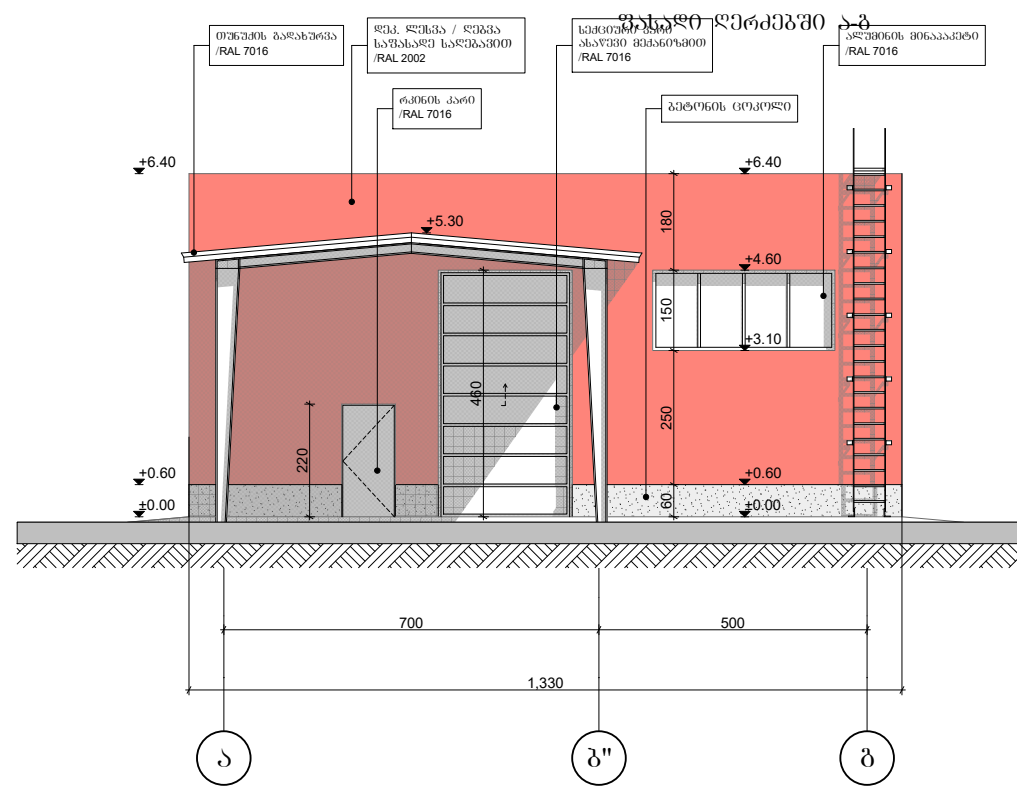 ფასადი ღერძებში ა-გ
თუნუქის გადახურვა
/RAL 7016
დეკ. ლესვა / ღებვა
საფასადე საღებავით
/RAL 2002
სექციური კარი
ასაწევი მექანიზმით
/RAL 7016
ალუმინის მინაპაკეტი
/RAL 7016
რკინის კარი
/RAL 7016
ბეტონის ცოკოლი
+6.40
+6.40
+5.30
180
+4.60
150
+3.10
460
250
220
+0.60
+0.60
60
±0.00
±0.00
700
500
1,330
ა
ბ"
გ